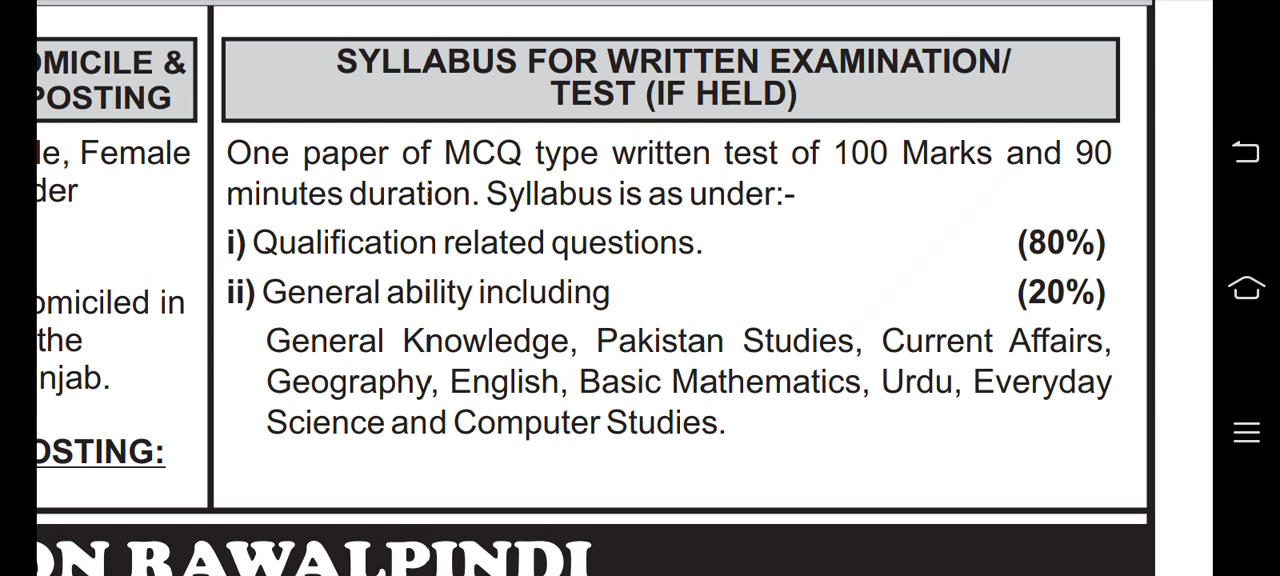 OMICILE &
POSTING
le, Female
der
omiciled in
the
njab.
OSTING:
SYLLABUS FOR WRITTEN EXAMINATION/
TEST (IF HELD)
One paper of MCQ type written test of 100 Marks and 90
minutes duration. Syllabus is as under:-
i) Qualification related questions. (80%)
ii) General ability including (20%)
General Knowledge, Pakistan Studies, Current Affairs,
Geography, English, Basic Mathematics, Urdu, Everyday
Science and Computer Studies.
ON RAWALPINDI